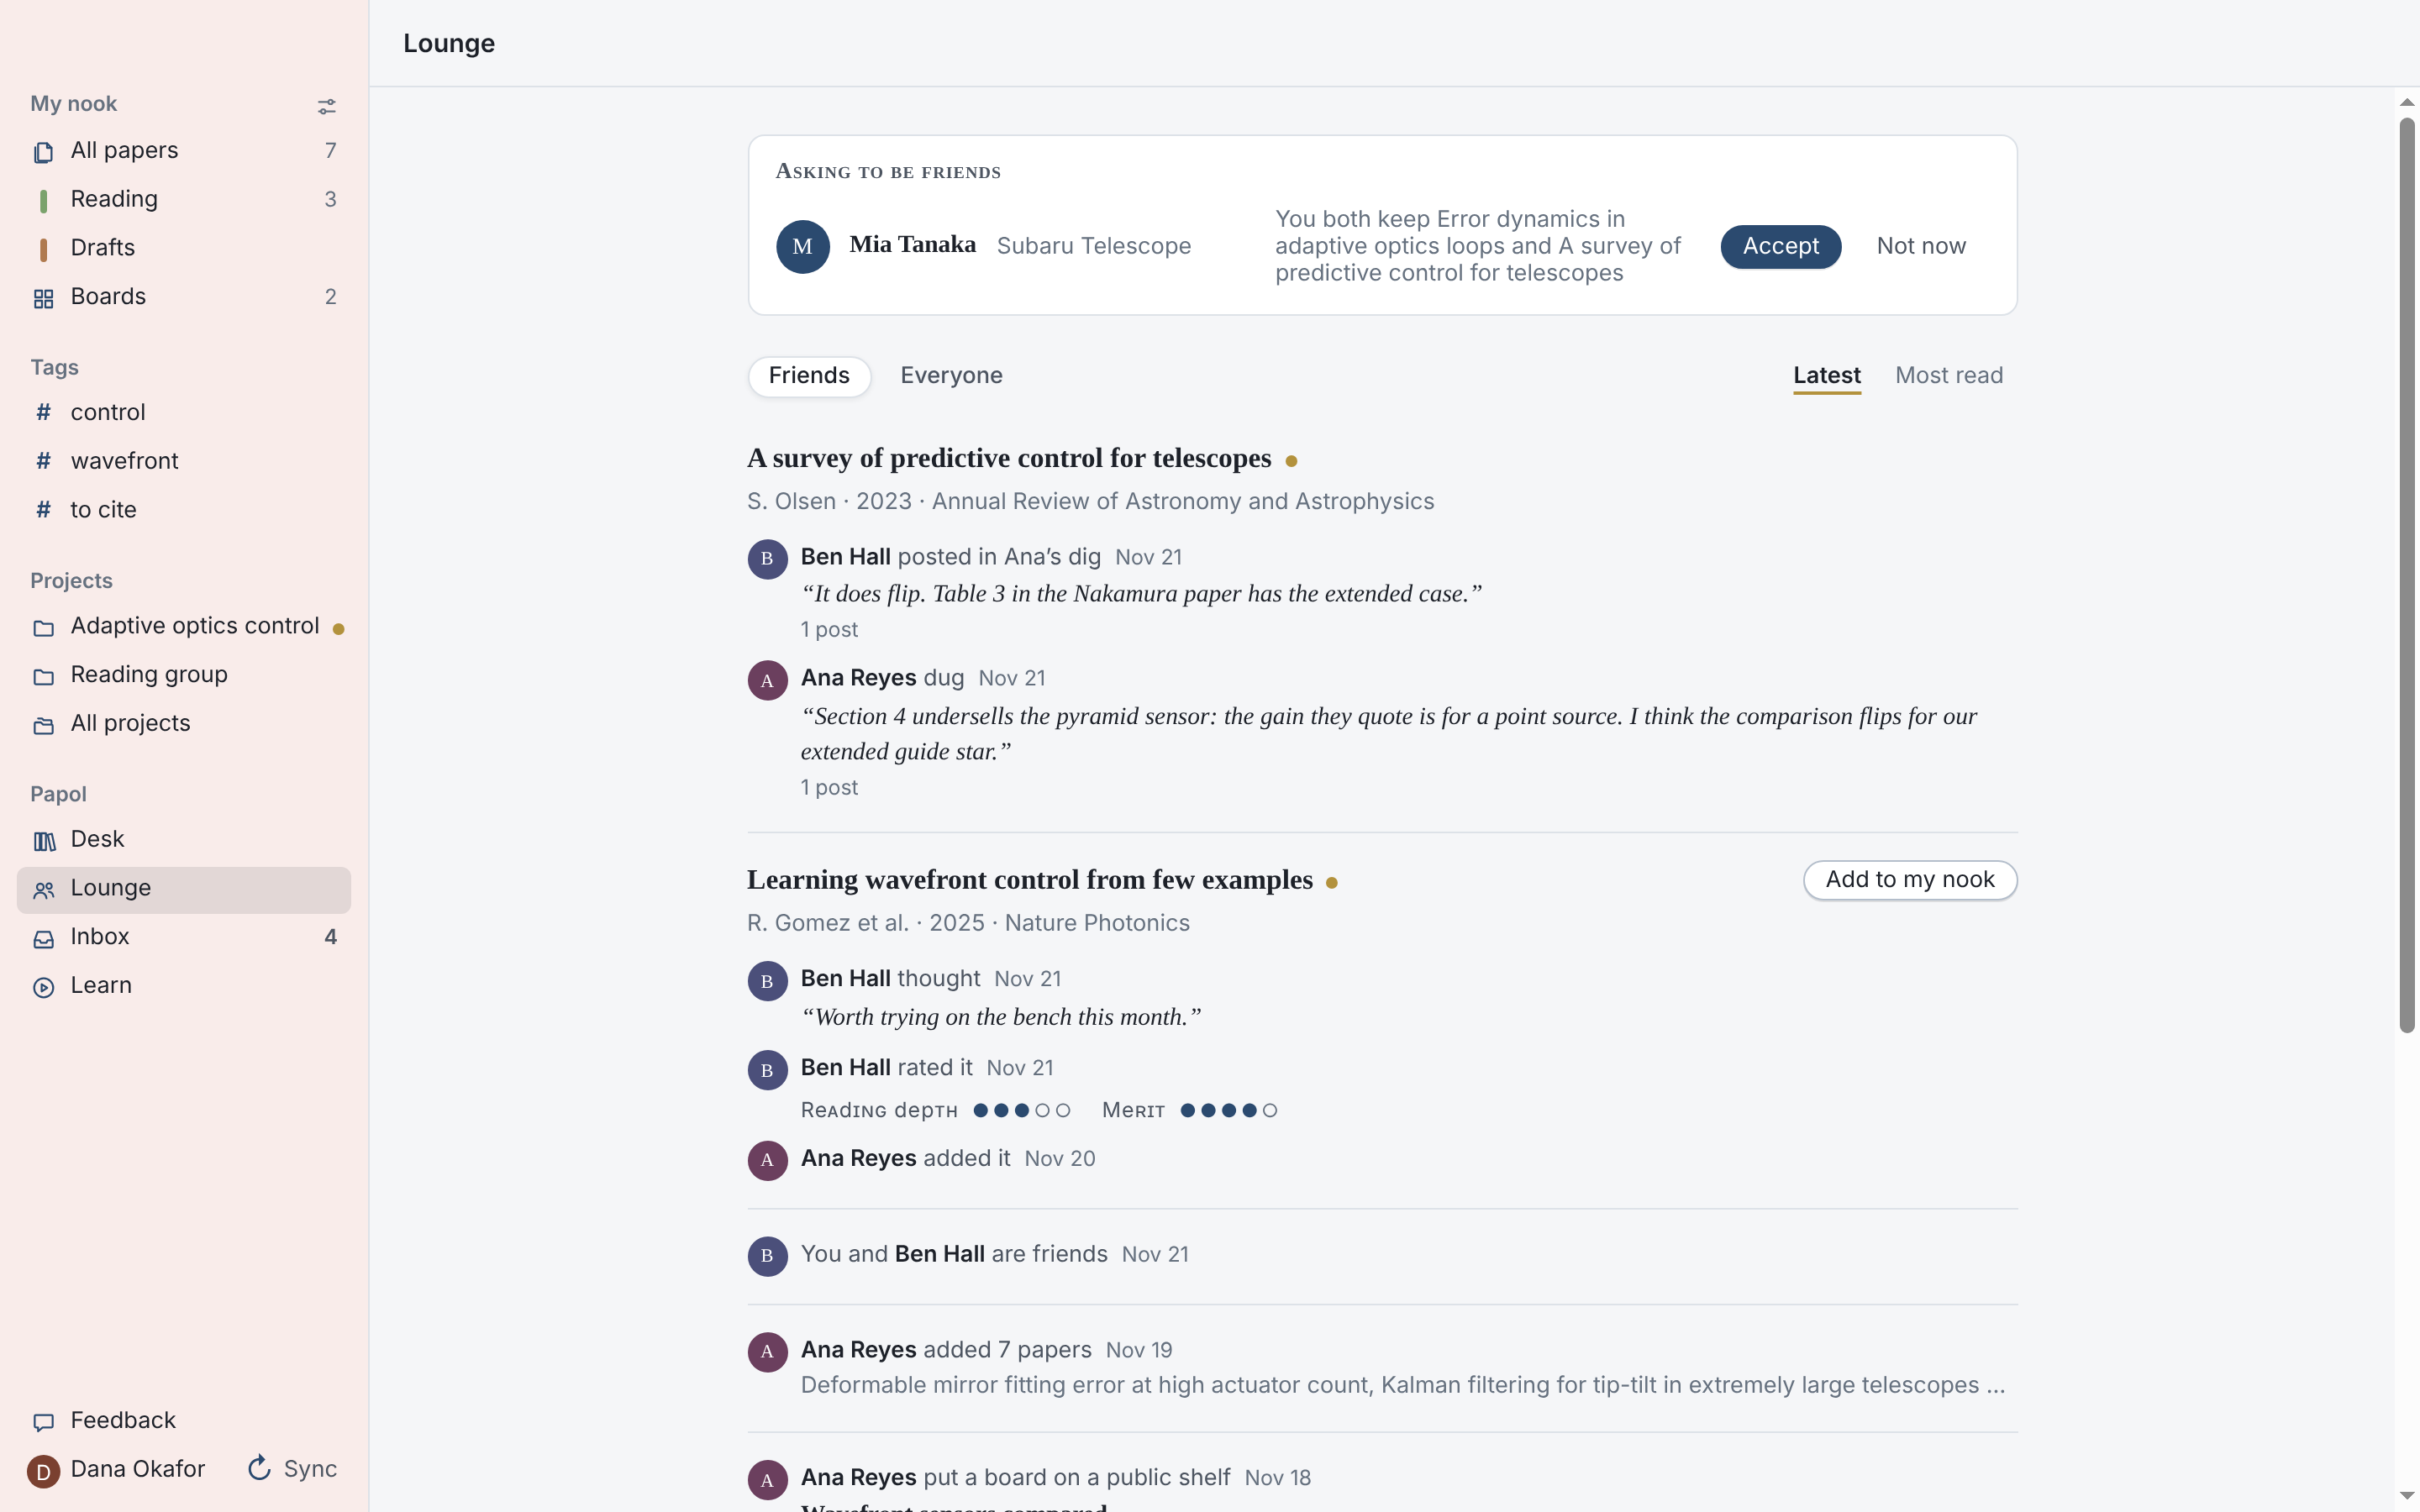 My nook
All papers 7
Reading 3
Drafts
Boards 2
Tags
# control
# wavefront
# to cite
Projects
Adaptive optics control
Reading group
All projects
Papol
Desk
Lounge
Inbox 4
Learn
Feedback
D Dana Okafor Sync
Lounge
Asking to be friends
M Mia Tanaka Subaru Telescope
You both keep Error dynamics in
adaptive optics loops and A survey of
predictive control for telescopes
Accept Not now
Friends Everyone Latest Most read
A survey of predictive control for telescopes
S. Olsen · 2023 · Annual Review of Astronomy and Astrophysics
B Ben Hall posted in Ana’s dig Nov 21
“It does flip. Table 3 in the Nakamura paper has the extended case.”
1 post
A Ana Reyes dug Nov 21
“Section 4 undersells the pyramid sensor: the gain they quote is for a point source. I think the comparison flips for our
extended guide star.”
1 post
Learning wavefront control from few examples Add to my nook
R. Gomez et al. · 2025 · Nature Photonics
B Ben Hall thought Nov 21
“Worth trying on the bench this month.”
B Ben Hall rated it Nov 21
Reading depth Merit
A Ana Reyes added it Nov 20
B You and Ben Hall are friends Nov 21
A Ana Reyes added 7 papers Nov 19
Deformable mirror fitting error at high actuator count, Kalman filtering for tip-tilt in extremely large telescopes ...
A Ana Reyes put a board on a public shelf Nov 18
Wavefront sensors compared